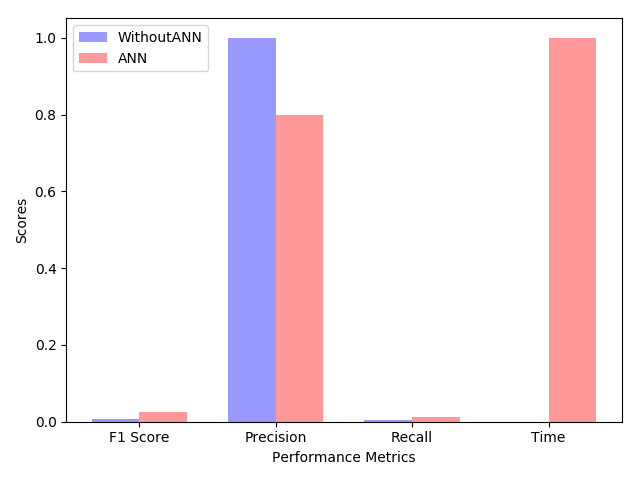 WithoutANN
ANN
1.0
0.8
0.6
0.4
0.2
0.0
Scores
F1 Score Precision Recall Time
Performance Metrics